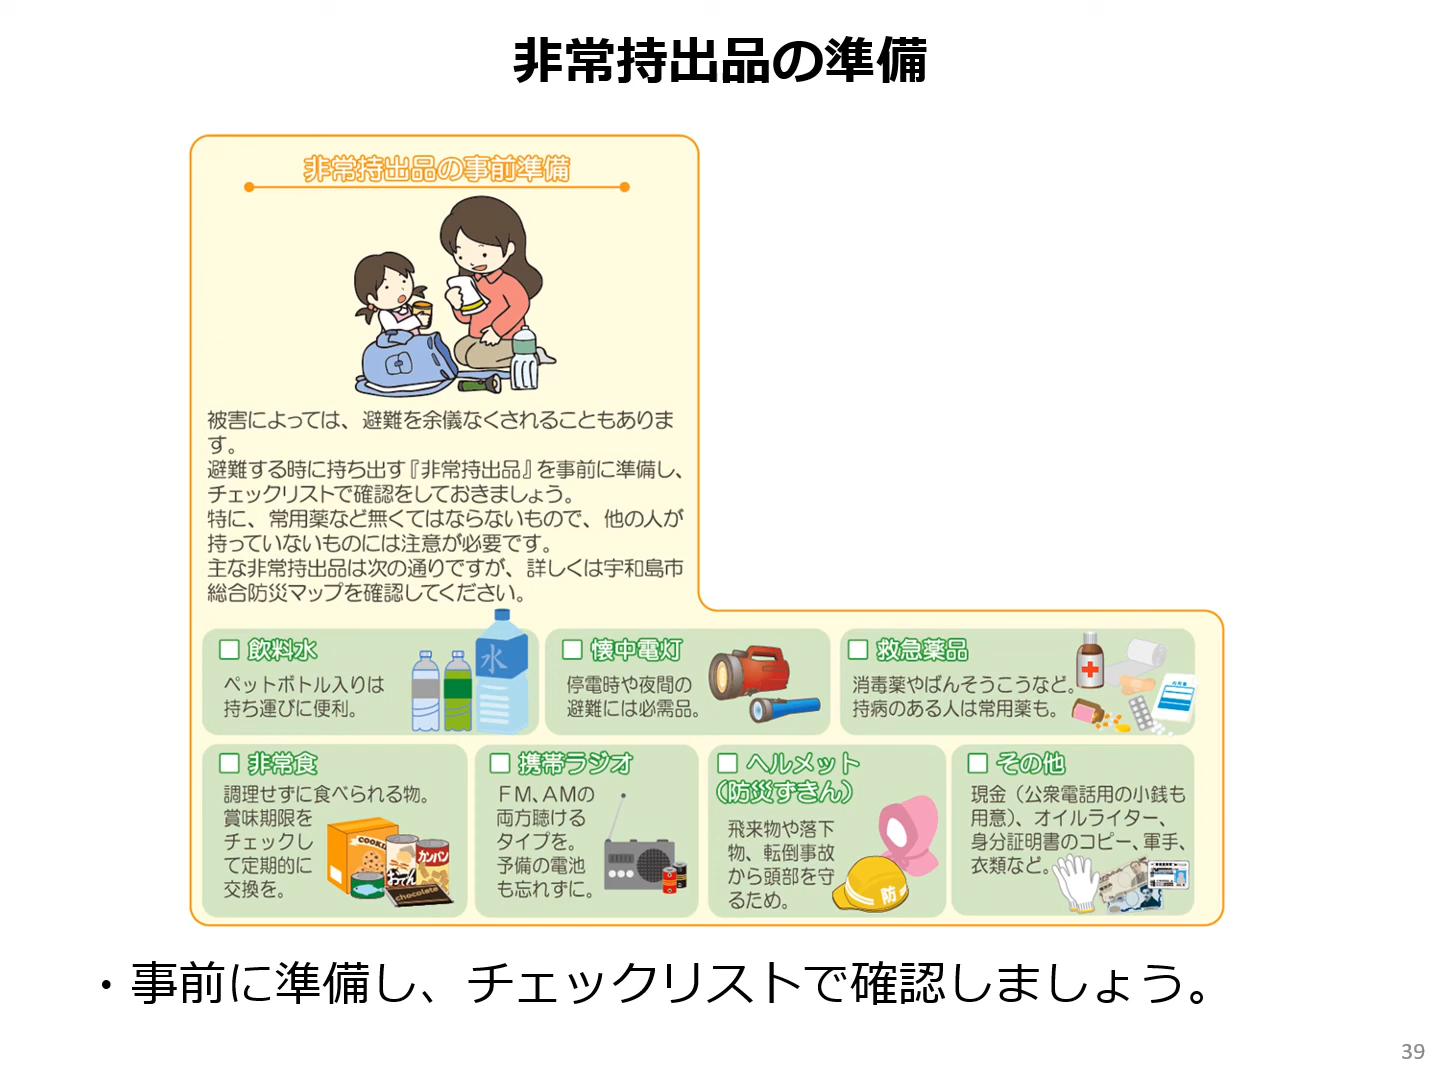 非常持出品の準備
非常持出品の事前準備
被害によっては、避難を余儀なくされることもありま
す。
避難する時に持ち出す『非常持出品』を事前に準備し、
チェックリストで確認をしておきましょう。
特に、常用薬など無くてはならないもので、他の人が
持っていないものには注意が必要です。
主な非常持出品は次の通りですが、詳しくは宇和島市
総合防災マップを確認してください。
飲料水
ペットボトル入りは
持ち運びに便利。
水
懐中電灯
停電時や夜間の
避難には必需品。
救急薬品
消毒薬やばんそうこうなど。
持病のある人は常用薬も。
非常食
調理せずに食べられる物。
賞味期限を
チェックし
て定期的に
交換を。
COOKIE
カンパン
おでん
chocolate
携帯ラジオ
ＦＭ、ＡＭの
両方聴ける
タイプを。
予備の電池
も忘れずに。
ヘルメット
（防災ずきん）
飛来物や落下
物、転倒事故
から頭部を守
るため。
防
その他
現金（公衆電話用の小銭も
用意）、オイルライター、
身分証明書のコピー、軍手、
衣類など。
・事前に準備し、チェックリストで確認しましょう。
39